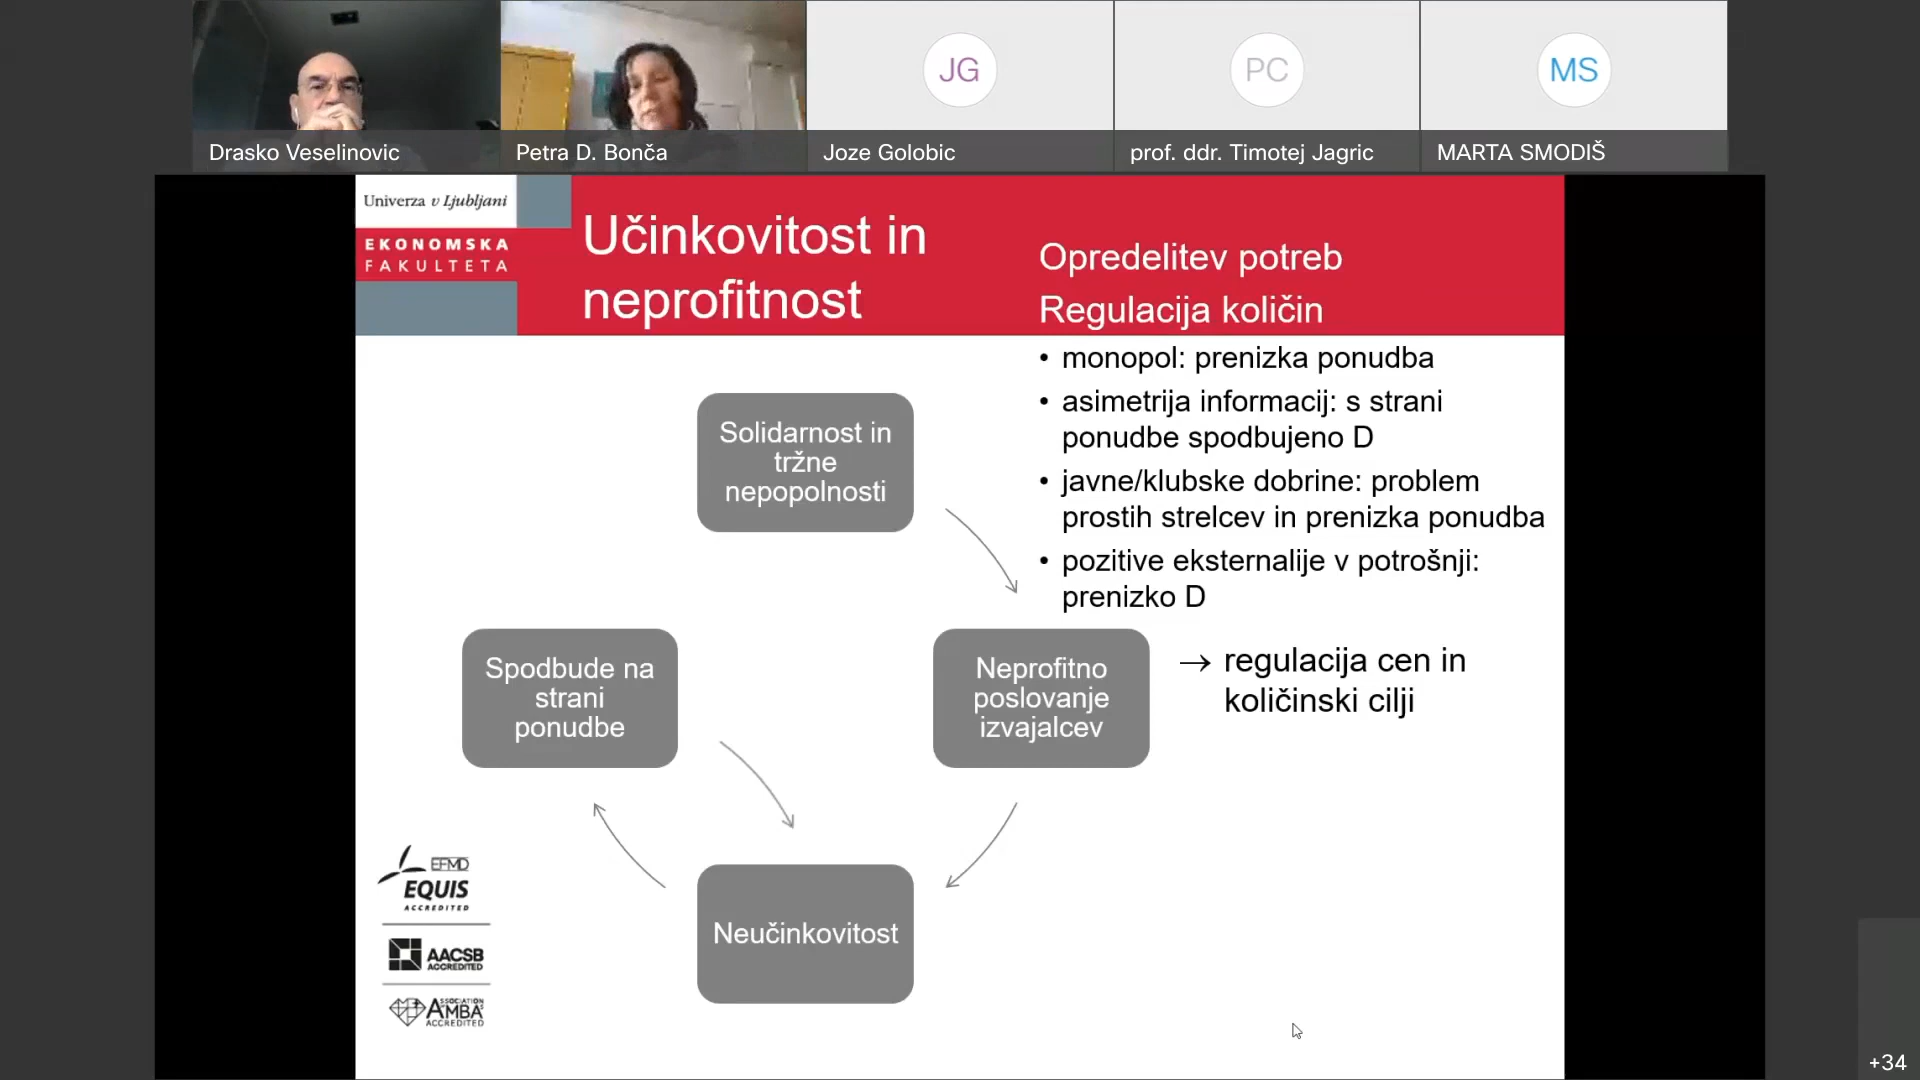 JG
PC
MS
Drasko Veselinovic
Petra D. Bonča
Joze Golobic
prof. ddr. Timotej Jagric
MARTA SMODIŠ
Univerza v Ljubljani
EKONOMSKA
FAKULTETA
Učinkovitost in
neprofitnost
Opredelitev potreb
Regulacija količin
• monopol: prenizka ponudba
• asimetrija informacij: s strani
ponudbe spodbujeno D
• javne/klubske dobrine: problem
prostih strelcev in prenizka ponudba
• pozitive eksternalije v potrošnji:
prenizko D
→ regulacija cen in
količinski cilji
Solidarnost in
tržne
nepopolnosti
Neprofitno
poslovanje
izvajalcev
Spodbude na
strani
ponudbe
Neučinkovitost
EFMD
EQUIS
ACCREDITED
AACSB
ACCREDITED
ASSOCIATION
AMBA'S
ACCREDITED
+34